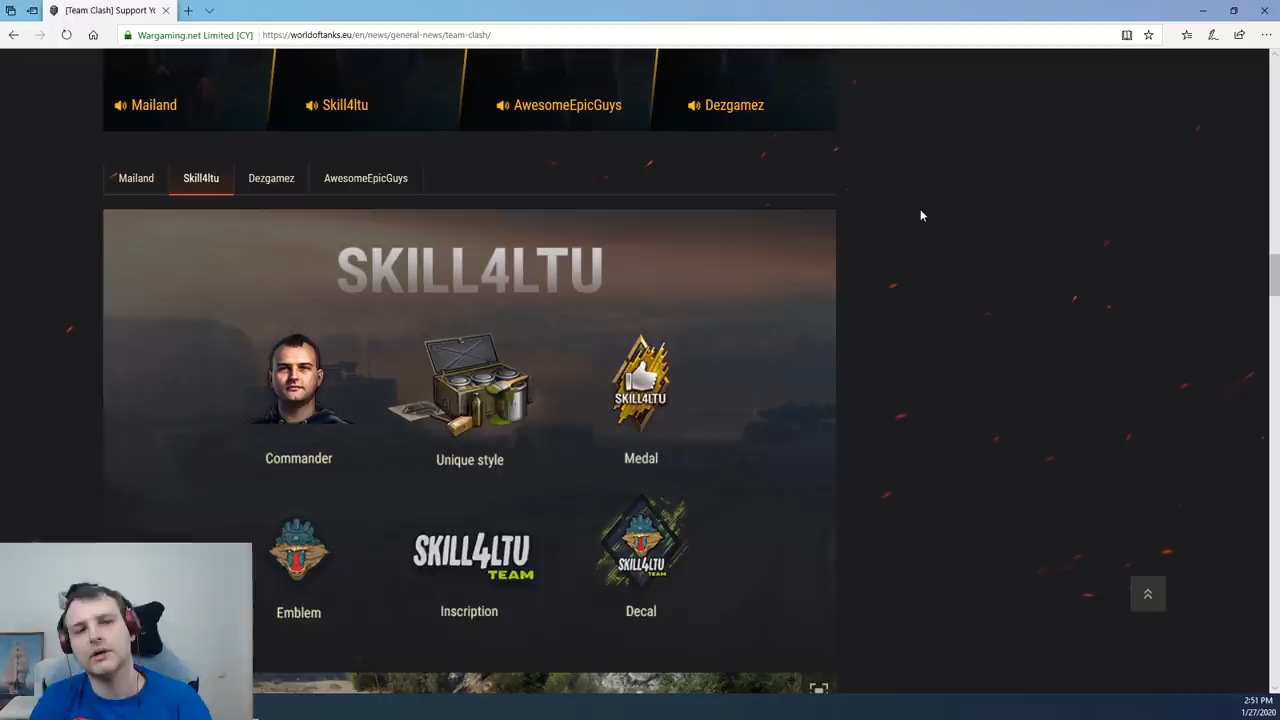 [Team Clash] Support Yo
Wargaming.net Limited [CY]
https://worldoftanks.eu/en/news/general-news/team-clash/
Mailand
Skill4ltu
AwesomeEpicGuys
Dezgamez
Mailand
Skill4ltu
Dezgamez
AwesomeEpicGuys
SKILL4LTU
SKILL4LTU
Commander
Unique style
Medal
SKILL4LTU
TEAM
SKILL4LTU
TEAM
Emblem
Inscription
Decal
2:51 PM
1/27/2020